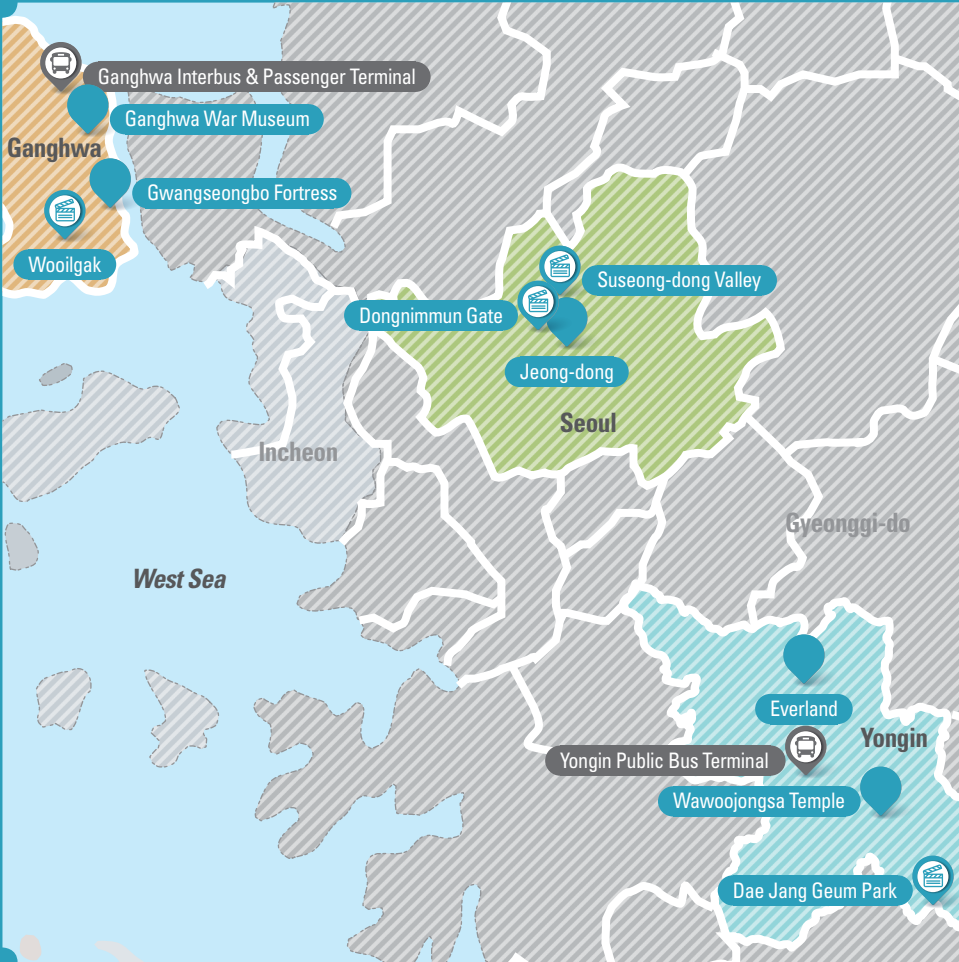 Ganghwa Interbus & Passenger Terminal
Ganghwa War Museum
Ganghwa
Gwangseongbo Fortress
Wooilgak
Suseong-dong Valley
Dongnimmun Gate
Jeong-dong
Seoul
Incheon
Gyeonggi-do
West Sea
Everland
Yongin
Yongin Public Bus Terminal
Wawoojongsa Temple
Dae Jang Geum Park